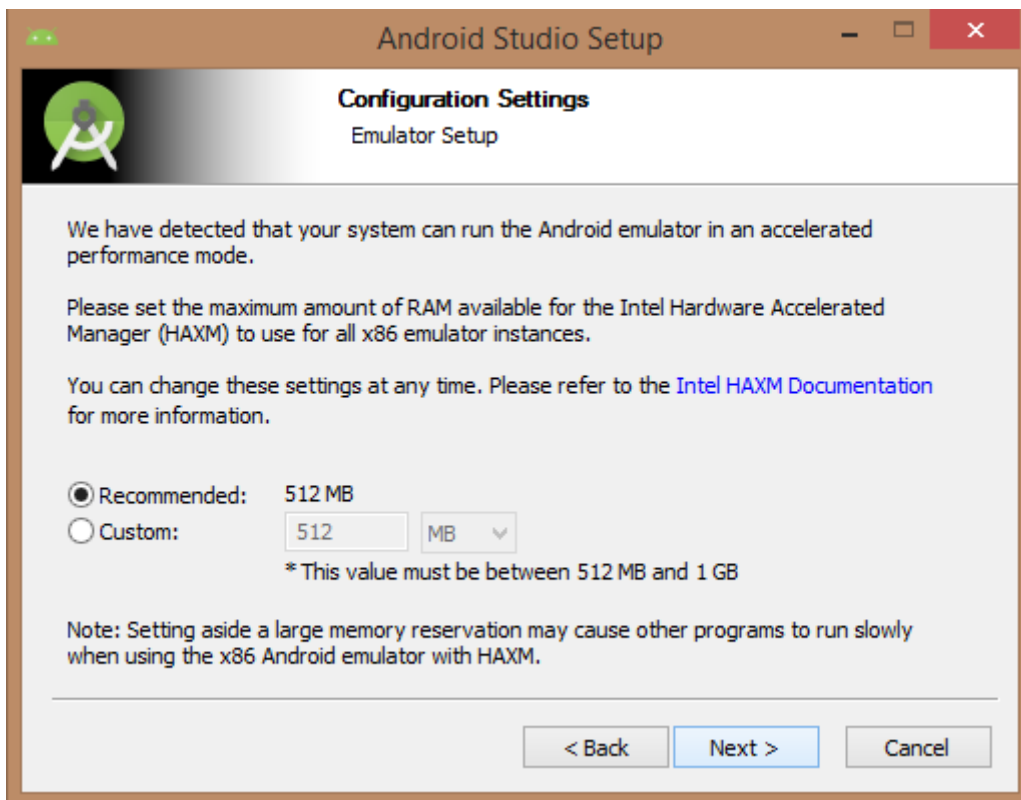 Android Studio Setup
Configuration Settings
Emulator Setup
We have detected that your system can run the Android emulator in an accelerated
performance mode.
Please set the maximum amount of RAM available for the Intel Hardware Accelerated
Manager (HAXM) to use for all x86 emulator instances.
You can change these settings at any time. Please refer to the Intel HAXM Documentation
for more information.
Recommended: 512 MB
Custom: 512 MB
* This value must be between 512 MB and 1 GB
Note: Setting aside a large memory reservation may cause other programs to run slowly
when using the x86 Android emulator with HAXM.
< Back Next > Cancel